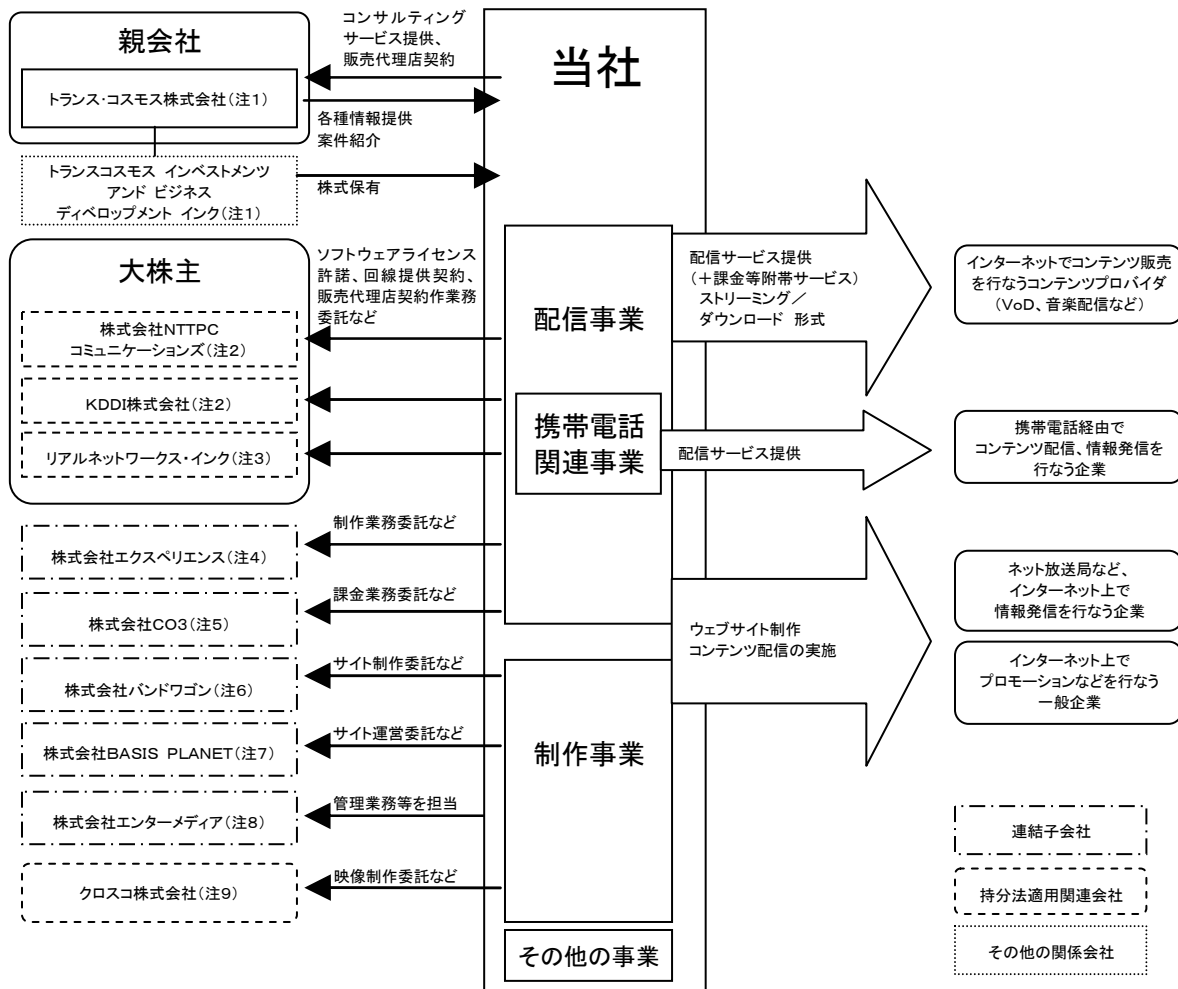 親会社
トランス・コスモス株式会社(注1)
トランスコスモス インベストメンツ
アンド ビジネス
ディベロップメント インク(注1)
コンサルティング
サービス提供、
販売代理店契約
各種情報提供
案件紹介
株式保有
大株主
株式会社NTTPC
コミュニケーションズ(注2)
KDDI株式会社(注2)
リアルネットワークス・インク(注3)
ソフトウェアライセンス
許諾、回線提供契約、
販売代理店契約作業務
委託など
株式会社エクスペリエンス(注4)
制作業務委託など
株式会社CO3(注5)
課金業務委託など
株式会社バンドワゴン(注6)
サイト制作委託など
株式会社BASIS PLANET(注7)
サイト運営委託など
株式会社エンターメディア(注8)
管理業務等を担当
クロスコ株式会社(注9)
映像制作委託など
当社
配信事業
携帯電話
関連事業
制作事業
その他の事業
配信サービス提供
(+課金等附帯サービス)
ストリーミング/
ダウンロード 形式
配信サービス提供
ウェブサイト制作
コンテンツ配信の実施
インターネットでコンテンツ販売
を行なうコンテンツプロバイダ
(VoD、音楽配信など)
携帯電話経由で
コンテンツ配信、情報発信を
行なう企業
ネット放送局など、
インターネット上で
情報発信を行なう企業
インターネット上で
プロモーションなどを行なう
一般企業
連結子会社
持分法適用関連会社
その他の関係会社